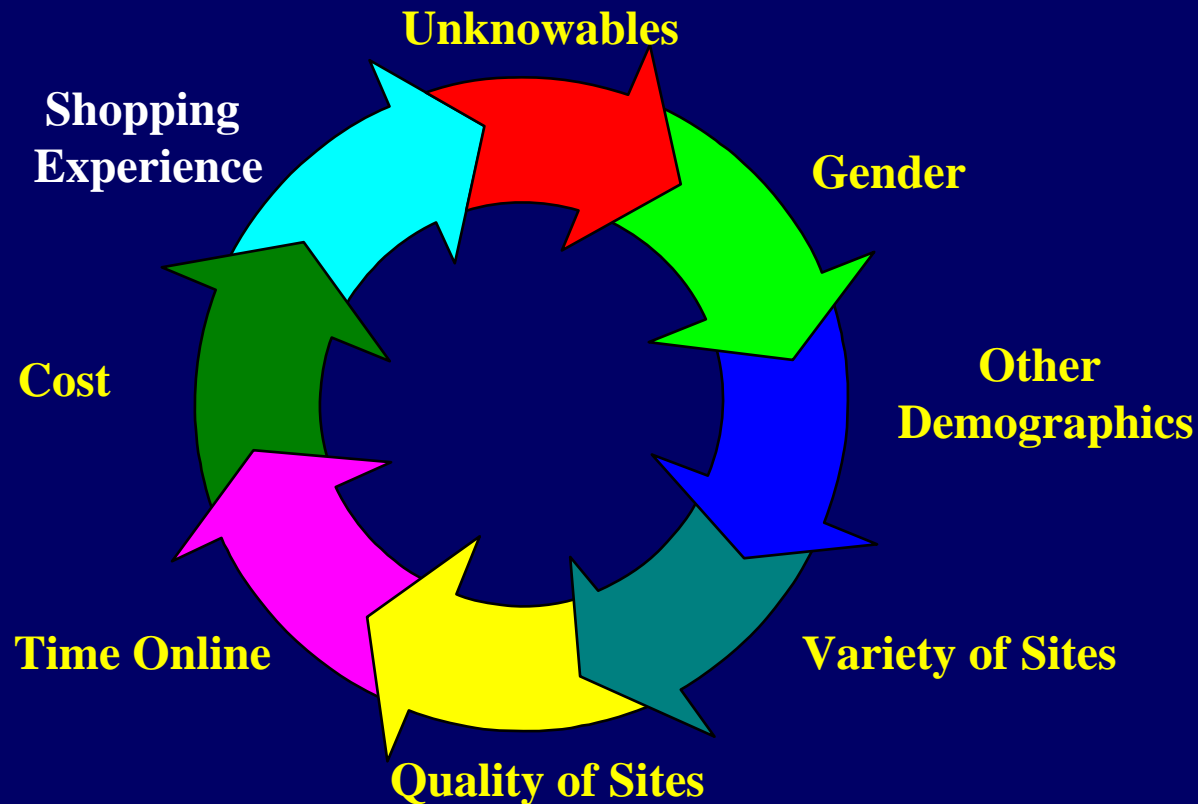 Unknowables
Shopping
Experience
Gender
Cost
Other
Demographics
Time Online
Variety of Sites
Quality of Sites